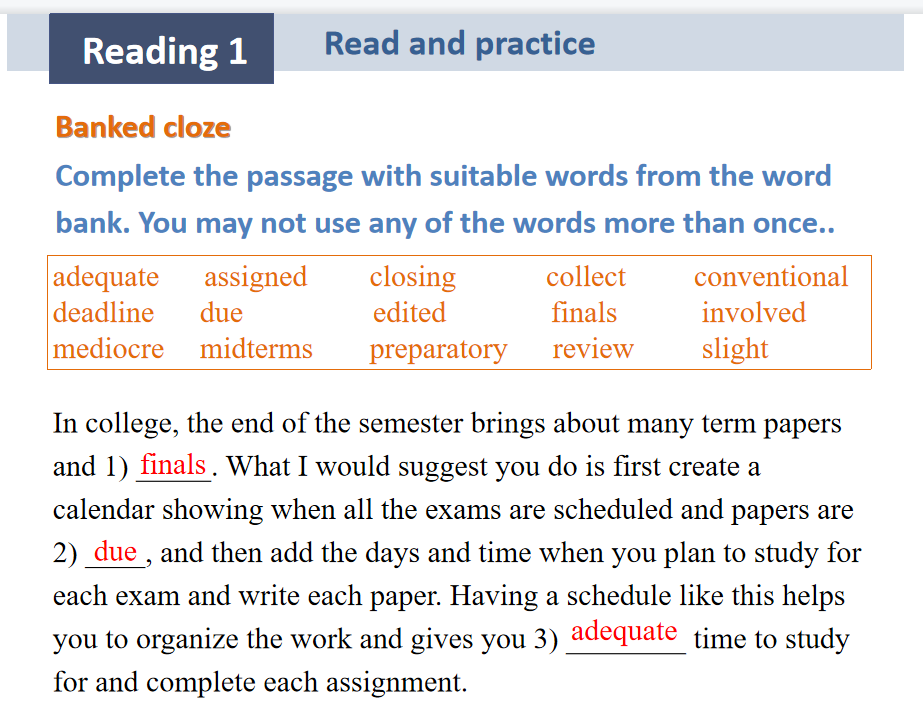 Reading 1 Read and practice
Banked cloze
Complete the passage with suitable words from the word
bank. You may not use any of the words more than once..
adequate assigned closing collect conventional
deadline due edited finals involved
mediocre midterms preparatory review slight
In college, the end of the semester brings about many term papers
and 1) finals. What I would suggest you do is first create a
calendar showing when all the exams are scheduled and papers are
2) due, and then add the days and time when you plan to study for
each exam and write each paper. Having a schedule like this helps
you to organize the work and gives you 3) adequate time to study
for and complete each assignment.